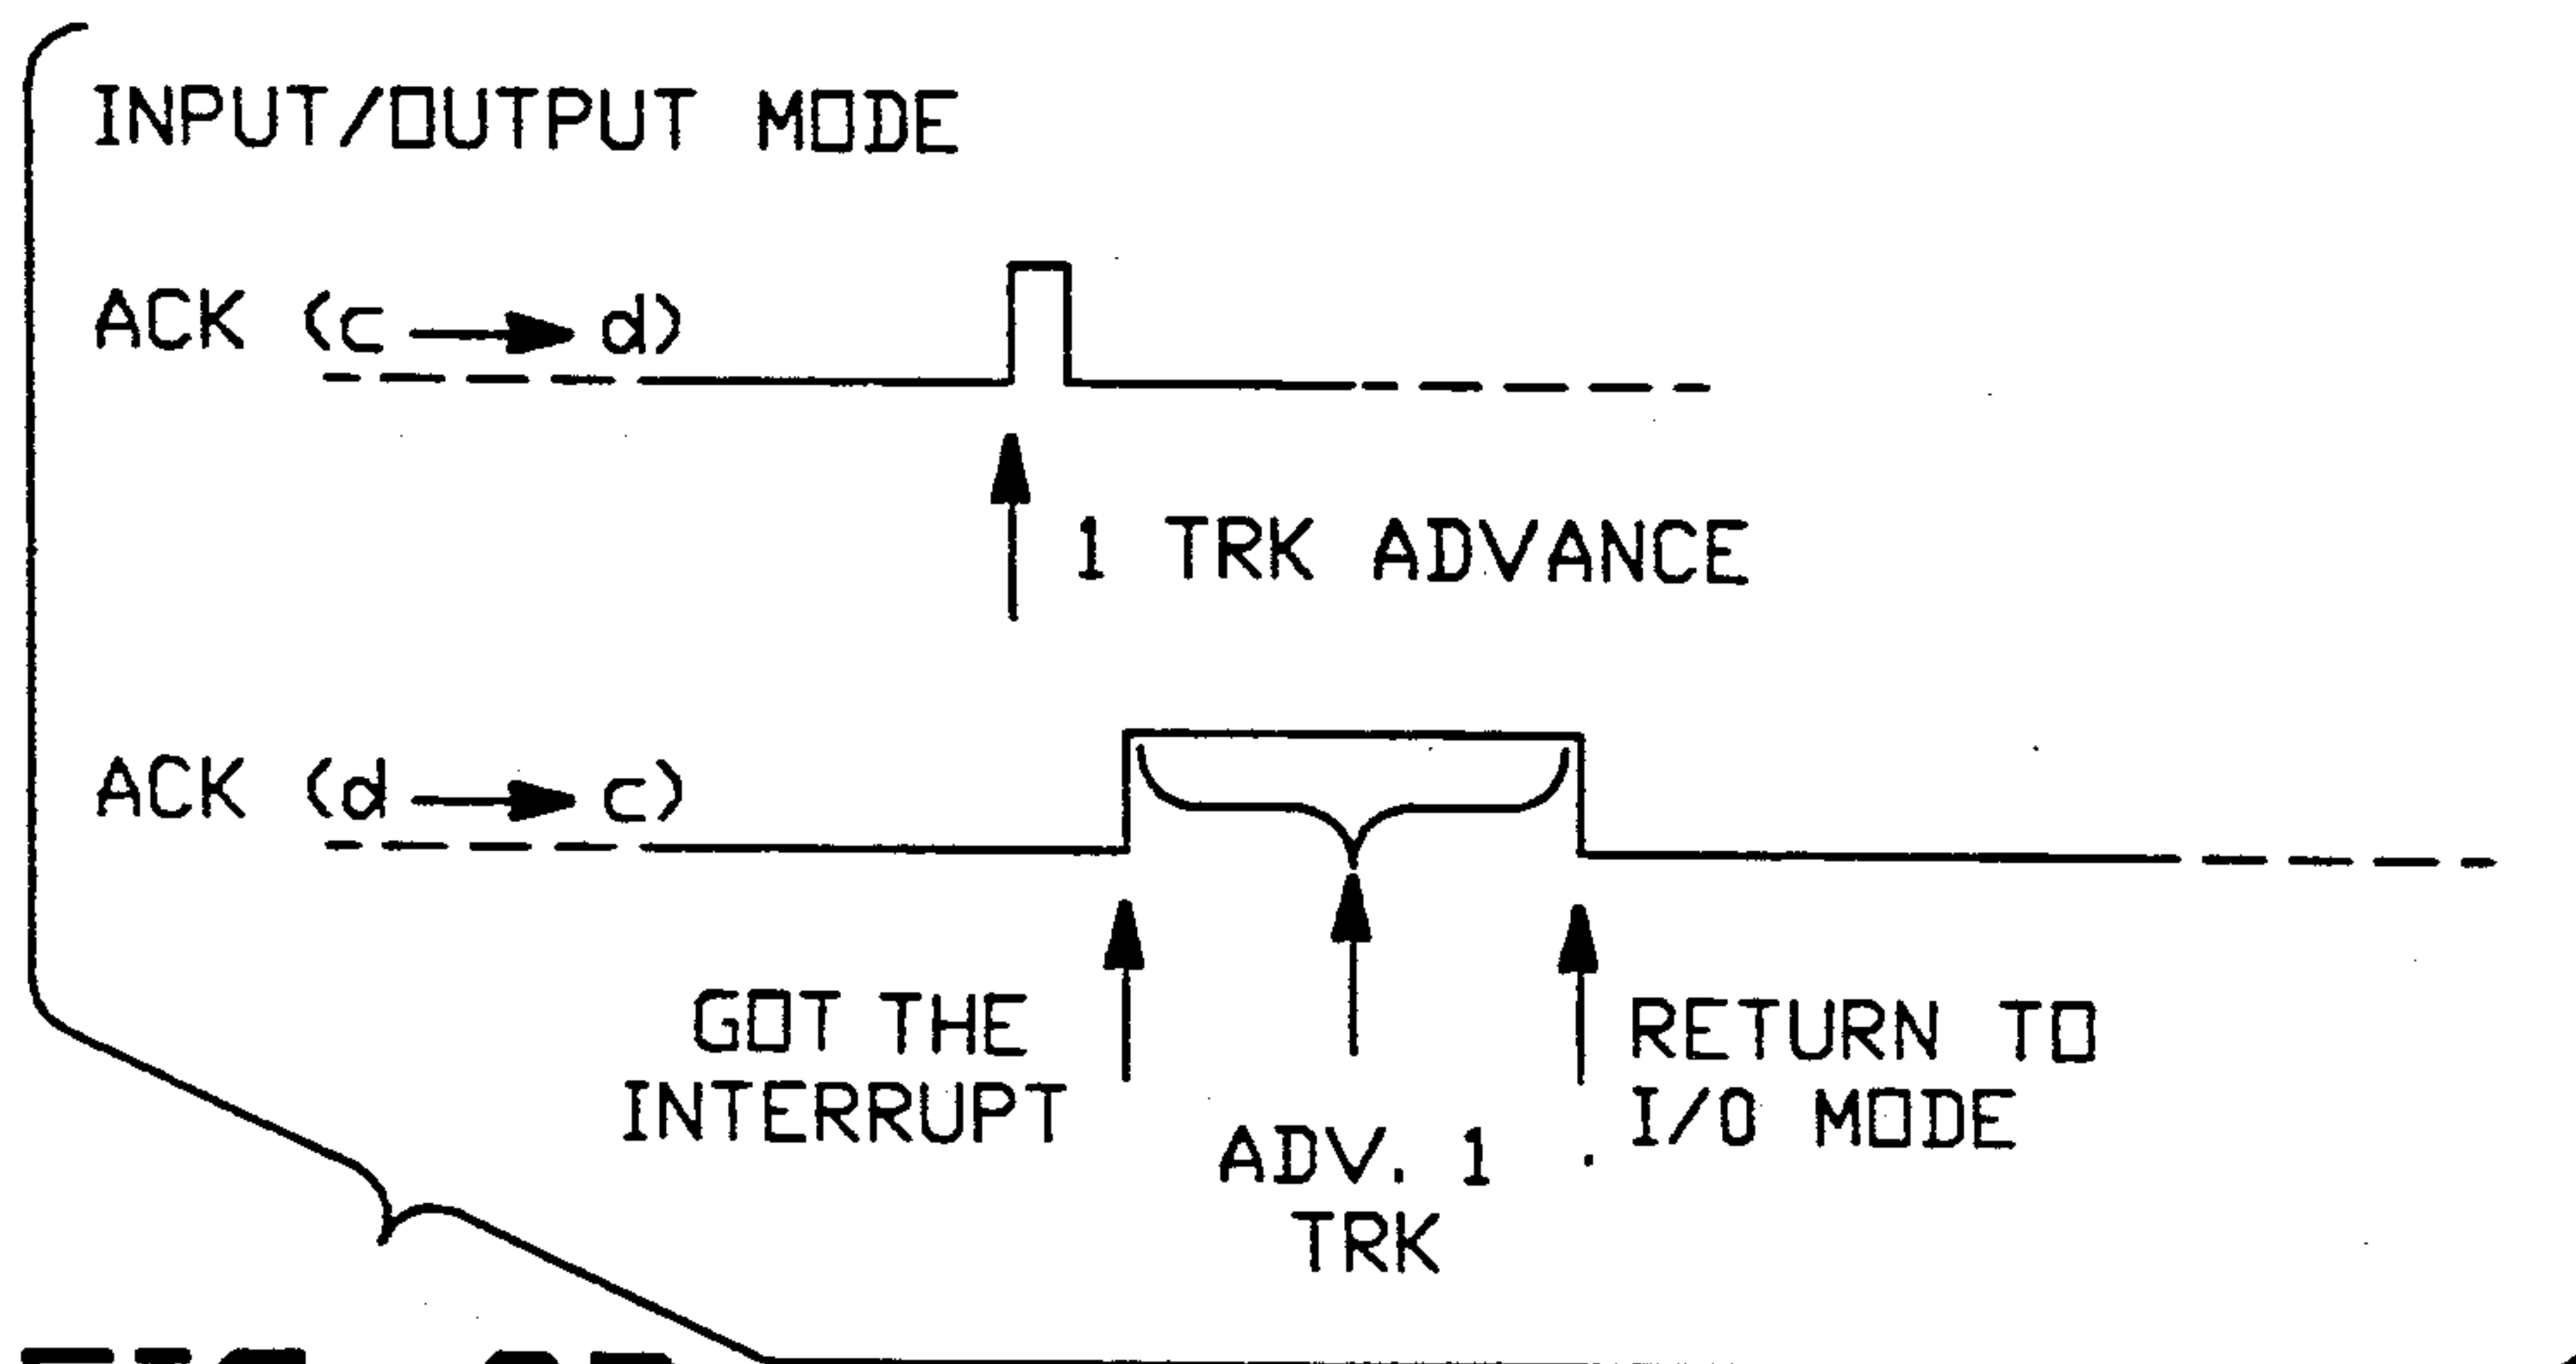 INPUT/OUTPUT MODE
ACK (c → d)
1 TRK ADVANCE
ACK (d → c)
GOT THE
INTERRUPT
ADV. 1
TRK
RETURN TO
I/O MODE